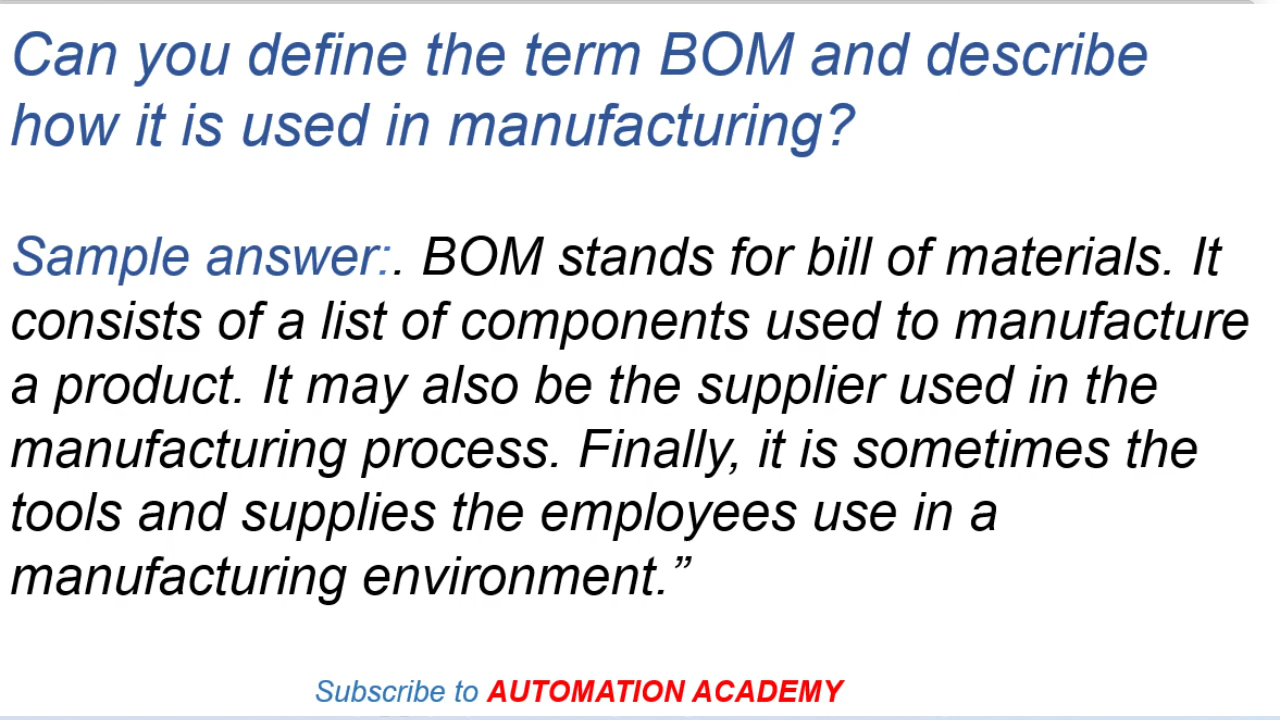 Can you define the term BOM and describe
how it is used in manufacturing?
Sample answer:. BOM stands for bill of materials. It
consists of a list of components used to manufacture
a product. It may also be the supplier used in the
manufacturing process. Finally, it is sometimes the
tools and supplies the employees use in a
manufacturing environment.”
Subscribe to AUTOMATION ACADEMY